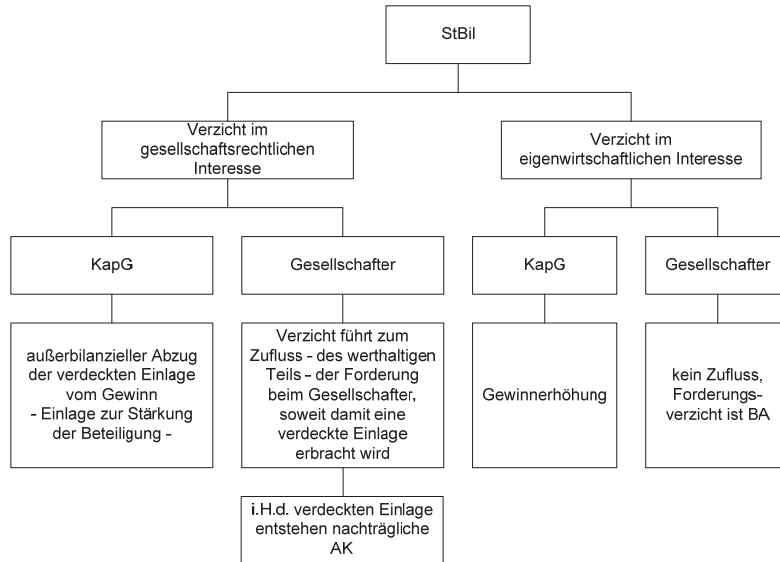 StBil
Verzicht im
gesellschaftsrechtlichen
Interesse
Verzicht im
eigenwirtschaftlichen Interesse
KapG
Gesellschafter
KapG
Gesellschafter
außerbilanzieller Abzug
der verdeckten Einlage
vom Gewinn
- Einlage zur Stärkung
der Beteiligung -
Verzicht führt zum
Zufluss - des werthaltigen
Teils - der Forderung
beim Gesellschafter,
soweit damit eine
verdeckte Einlage
erbracht wird
Gewinnerhöhung
kein Zufluss,
Forderungs-
verzicht ist BA
i.H.d. verdeckten Einlage
entstehen nachträgliche
AK